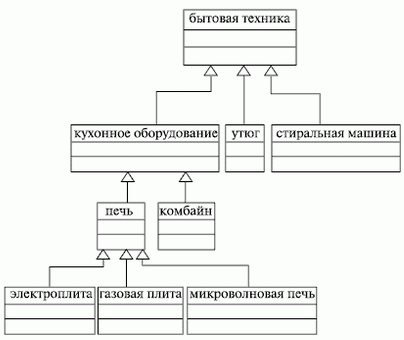 бытовая техника
кухонное оборудование
утюг
стиральная машина
печь
комбайн
электроплита
газовая плита
микроволновая печь